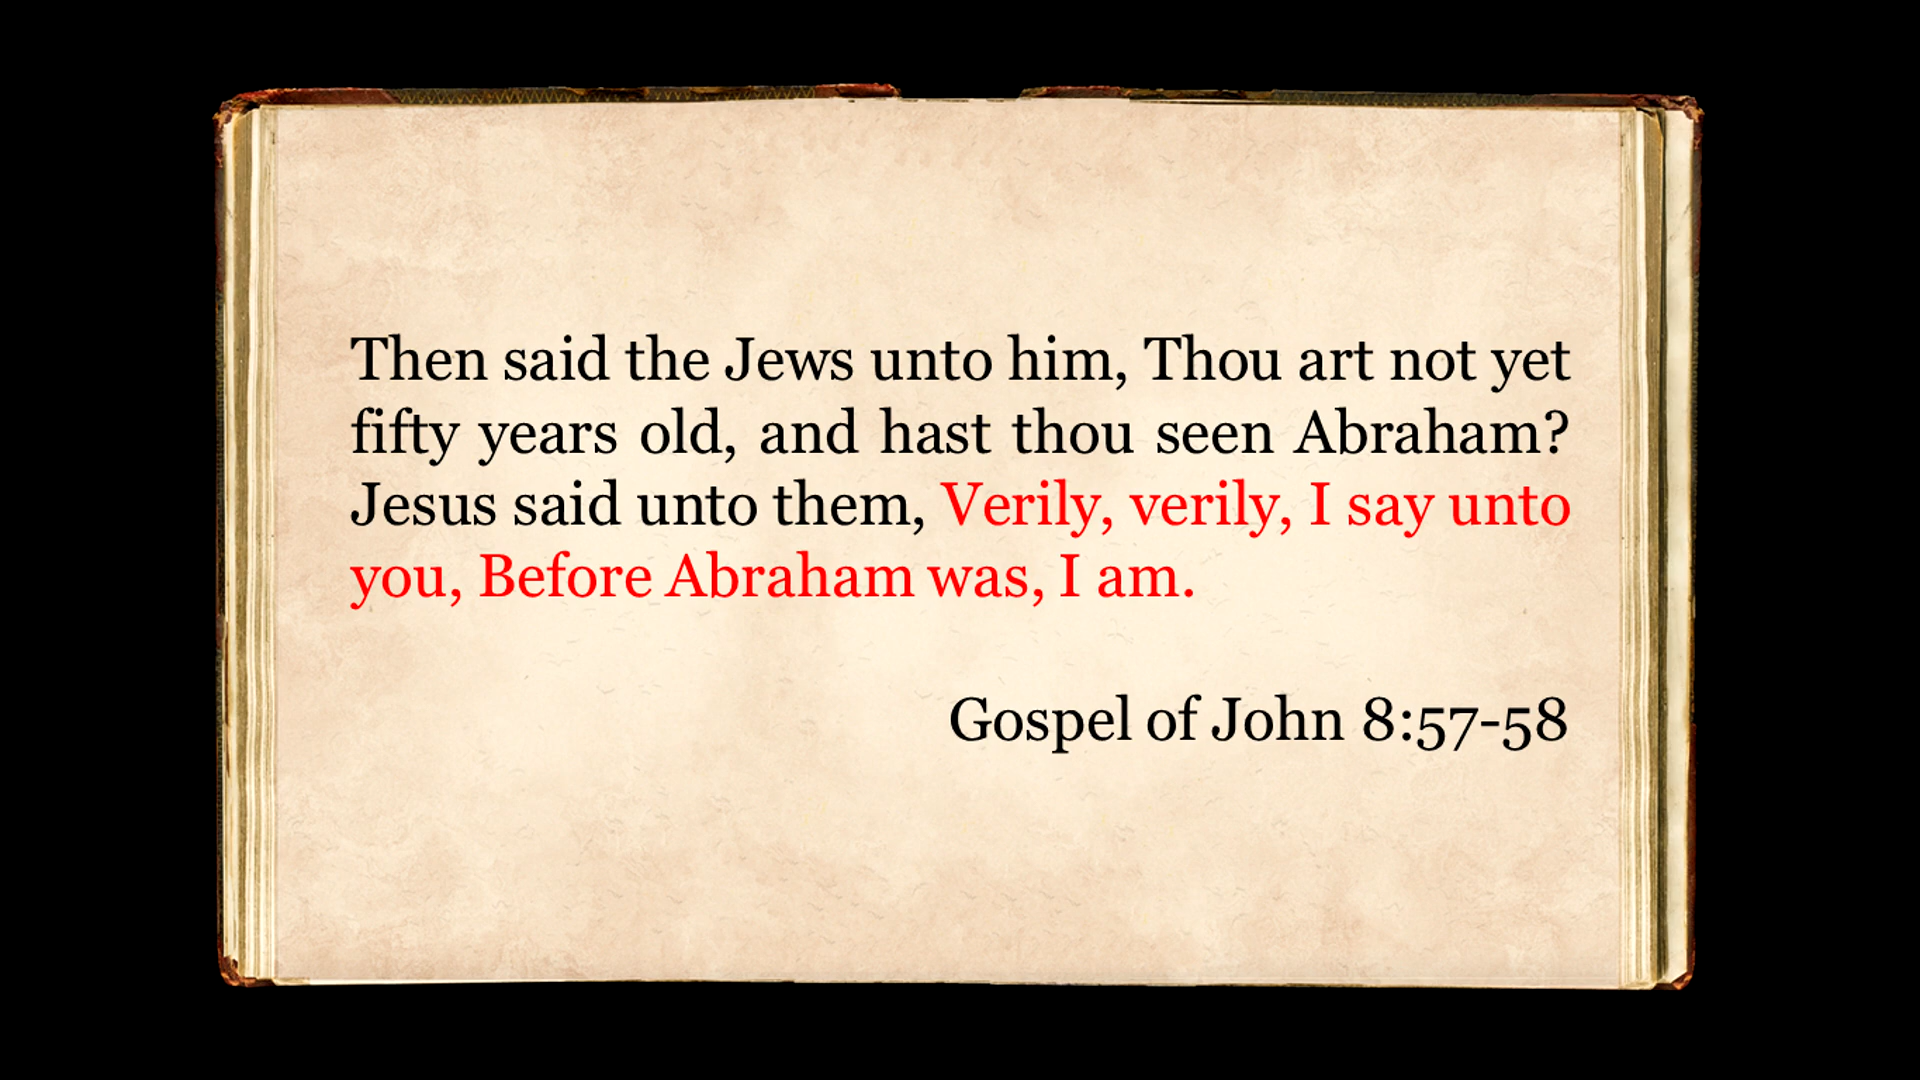 Then said the Jews unto him, Thou art not yet
fifty years old, and hast thou seen Abraham?
Jesus said unto them, Verily, verily, I say unto
you, Before Abraham was, I am.
Gospel of John 8:57-58